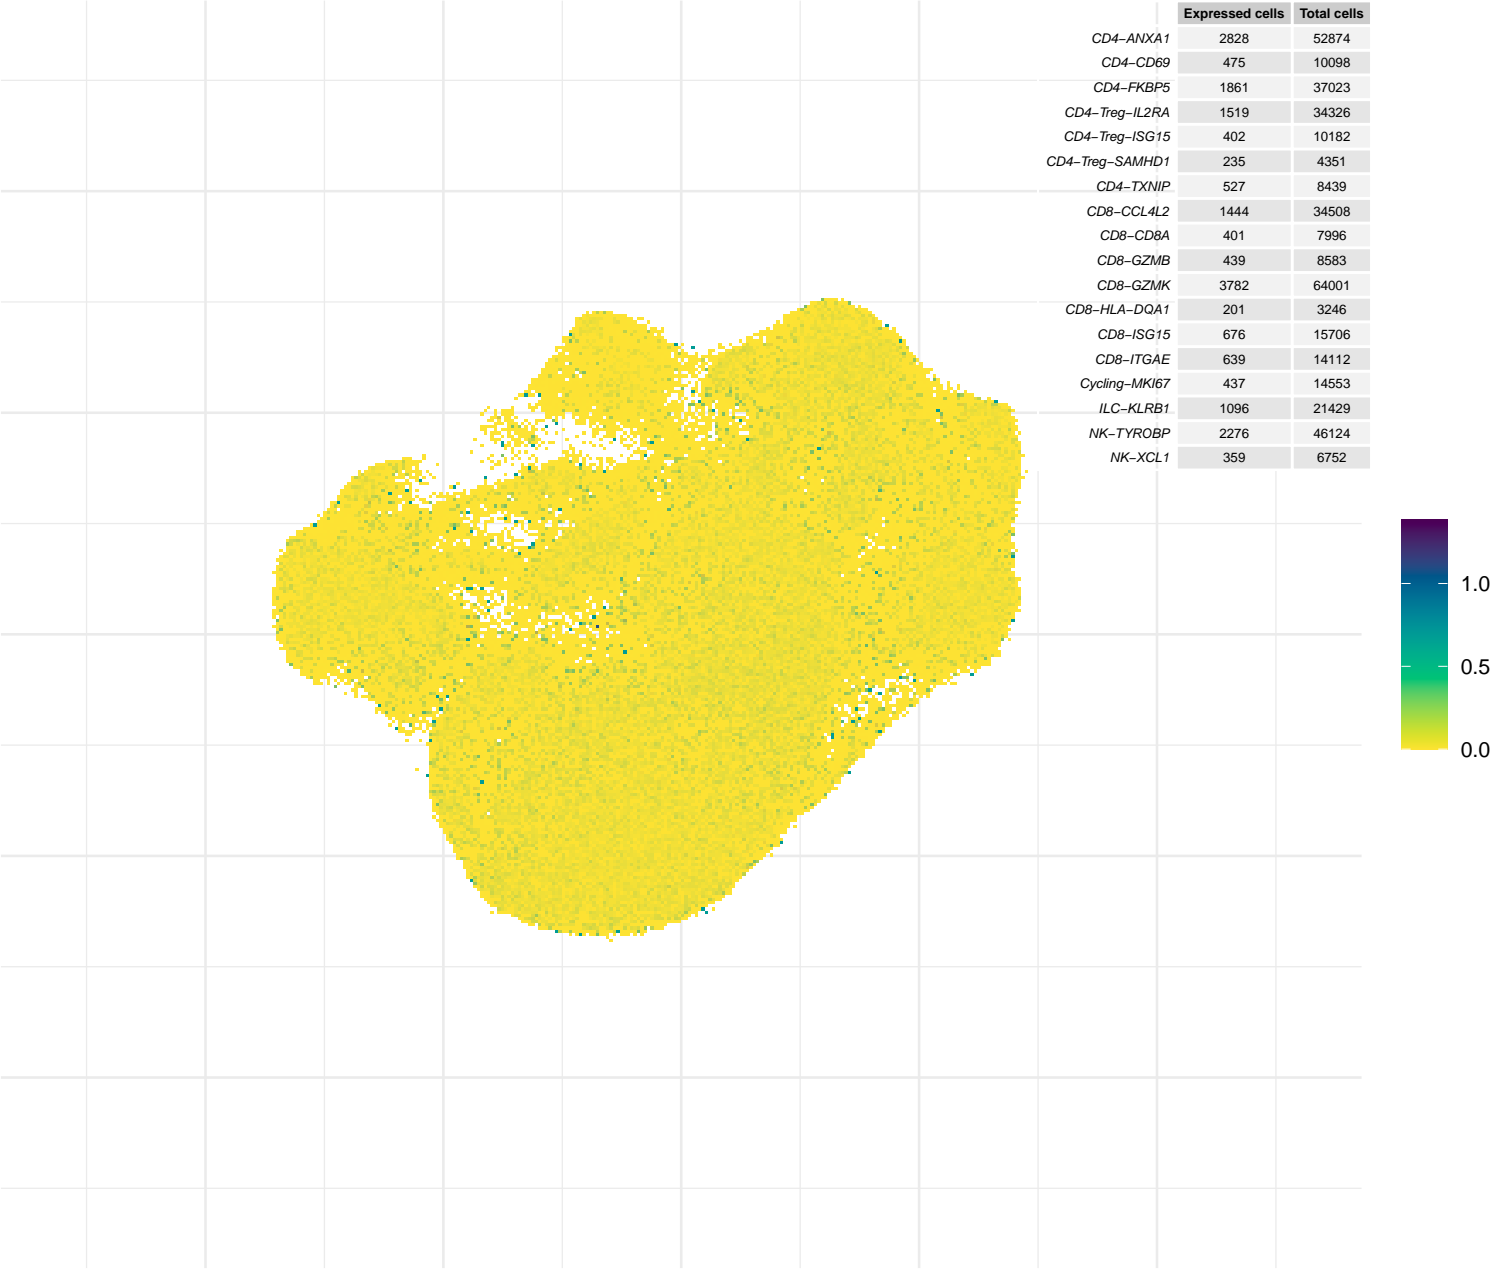 Expressed cells Total cells
CD4−ANXA1 2828 52874
CD4−CD69 475 10098
CD4−FKBP5 1861 37023
CD4−Treg−IL2RA 1519 34326
CD4−Treg−ISG15 402 10182
CD4−Treg−SAMHD1 235 4351
CD4−TXNIP 527 8439
CD8−CCL4L2 1444 34508
CD8−CD8A 401 7996
CD8−GZMB 439 8583
CD8−GZMK 3782 64001
CD8−HLA−DQA1 201 3246
CD8−ISG15 676 15706
CD8−ITGAE 639 14112
Cycling−MKI67 437 14553
ILC−KLRB1 1096 21429
NK−TYROBP 2276 46124
NK−XCL1 359 6752
1.0
0.5
0.0